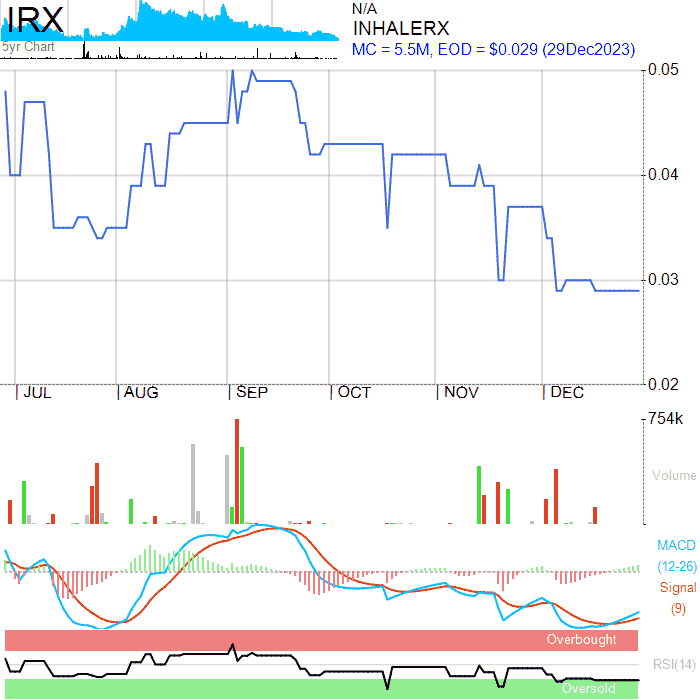 IRX
5yr Chart
N/A
INHALERX
MC = 5.5M, EOD = $0.029 (29Dec2023)
0.05
0.04
0.03
0.02
JUL AUG SEP OCT NOV DEC
754k
Volume
MACD
(12-26)
Signal
(9)
Overbought
RSI(14)
Oversold